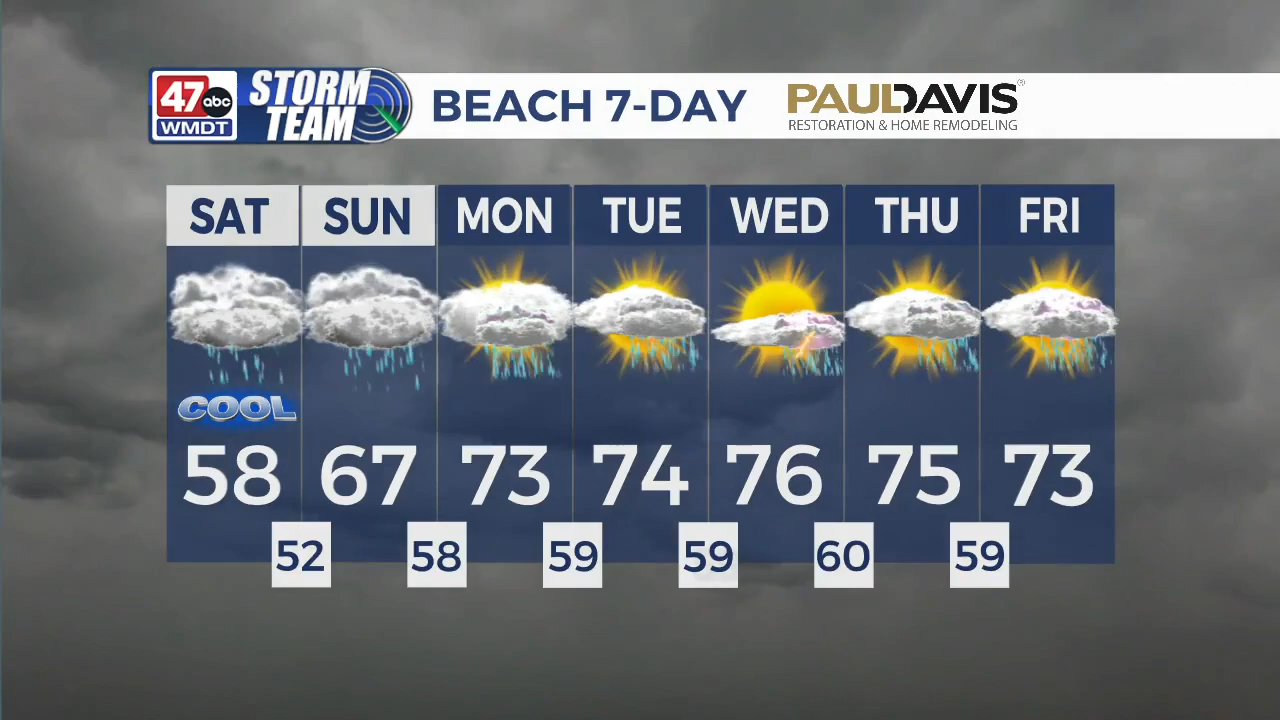 47 abc
WMDT
STORM
TEAM
BEACH 7-DAY
PAUL DAVIS®
RESTORATION & HOME REMODELING
SAT SUN MON TUE WED THU FRI
COOL
58 67 73 74 76 75 73
52 58 59 59 60 59